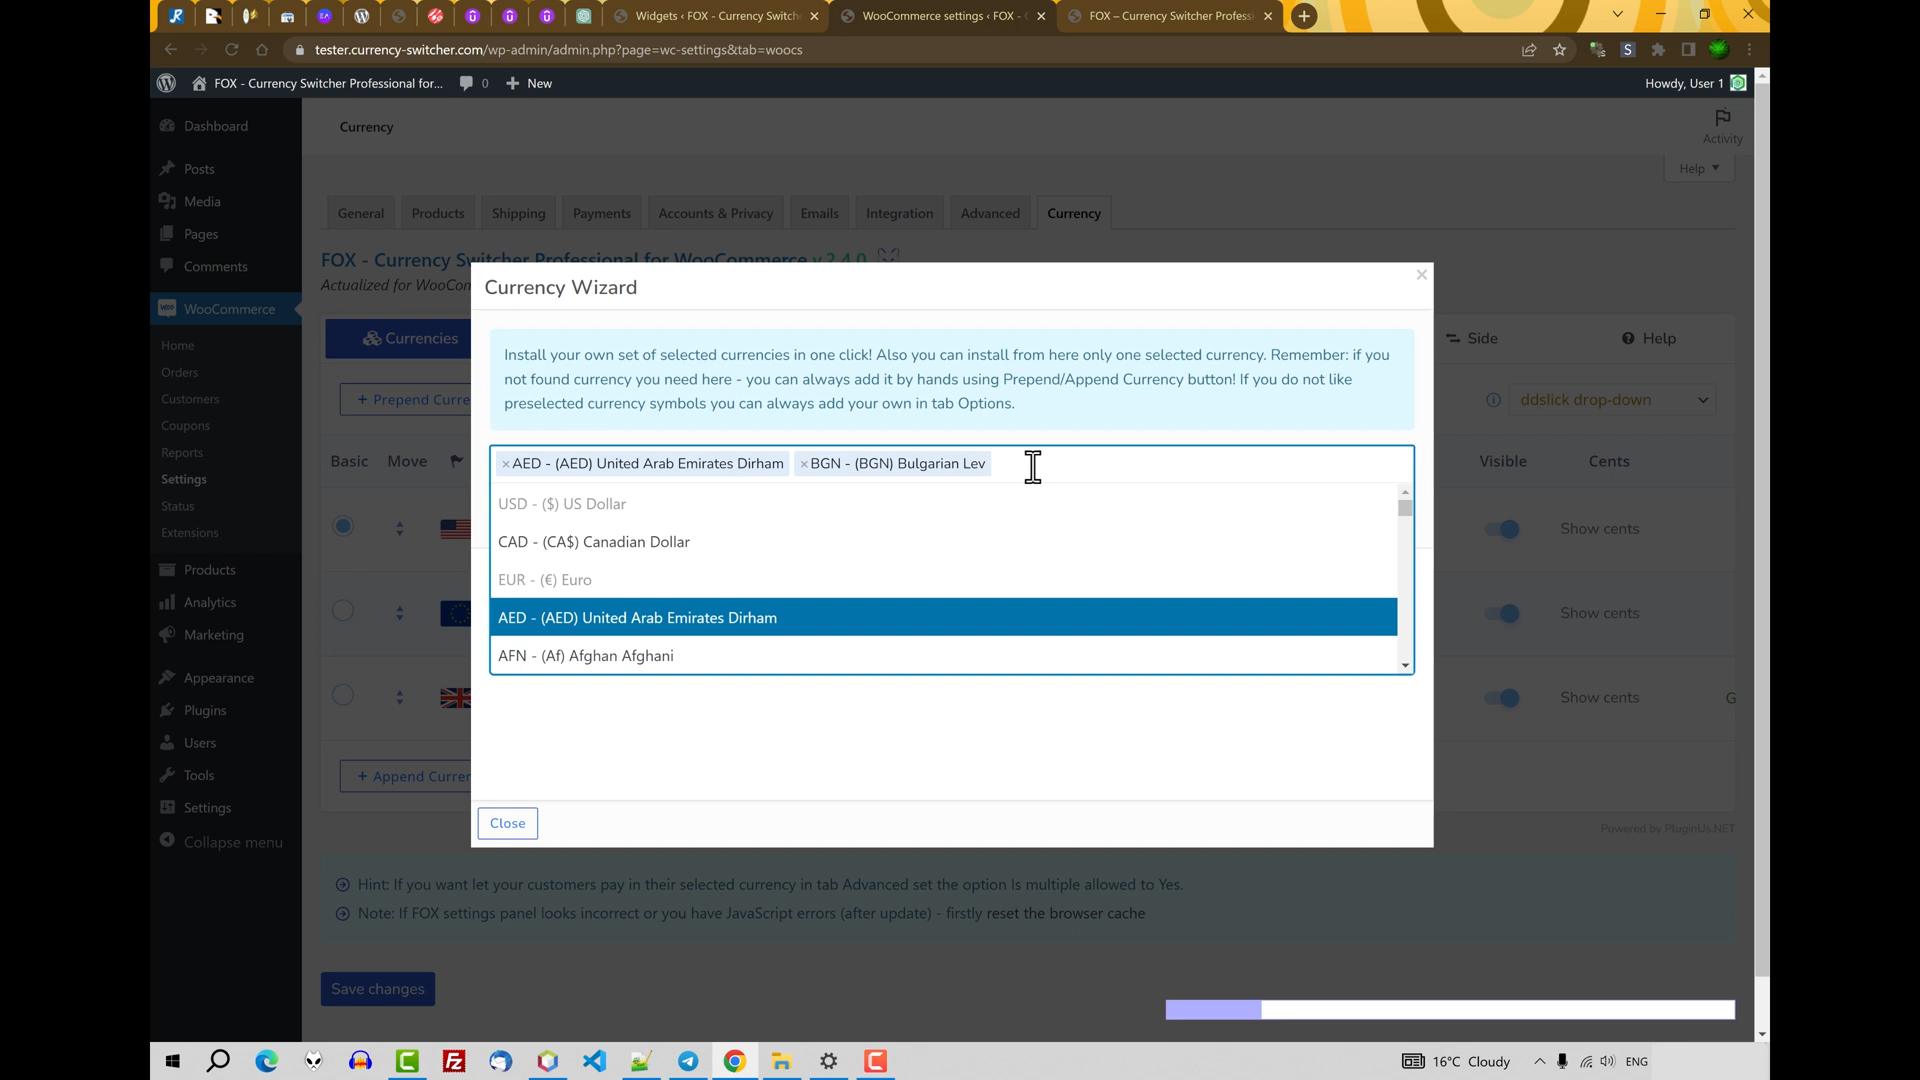 Widgets ‹ FOX - Currency Switche
WooCommerce settings ‹ FOX -
FOX – Currency Switcher Profess
tester.currency-switcher.com/wp-admin/admin.php?page=wc-settings&tab=woocs
FOX - Currency Switcher Professional for...
0
New
Howdy, User 1
Dashboard
Posts
Media
Pages
Comments
WooCommerce
Home
Orders
Customers
Coupons
Reports
Settings
Status
Extensions
Products
Analytics
Marketing
Appearance
Plugins
Users
Tools
Settings
Collapse menu
Currency
Activity
Help
General
Products
Shipping
Payments
Accounts & Privacy
Emails
Integration
Advanced
Currency
FOX - Currency Switcher Professional for WooCommerce v.2.4.0
Actualized for WooCom
Currencies
Side
Help
+ Prepend Curre
ddslick drop-down
Basic
Move
Visible
Cents
Show cents
Show cents
Show cents
G
+ Append Curren
Powered by PluginUs.NET
Currency Wizard
×
Install your own set of selected currencies in one click! Also you can install from here only one selected currency. Remember: if you
not found currency you need here - you can always add it by hands using Prepend/Append Currency button! If you do not like
preselected currency symbols you can always add your own in tab Options.
×AED - (AED) United Arab Emirates Dirham
×BGN - (BGN) Bulgarian Lev
USD - ($) US Dollar
CAD - (CA$) Canadian Dollar
EUR - (€) Euro
AED - (AED) United Arab Emirates Dirham
AFN - (Af) Afghan Afghani
Close
Hint: If you want let your customers pay in their selected currency in tab Advanced set the option Is multiple allowed to Yes.
Note: If FOX settings panel looks incorrect or you have JavaScript errors (after update) - firstly reset the browser cache
Save changes
16°C Cloudy
ENG